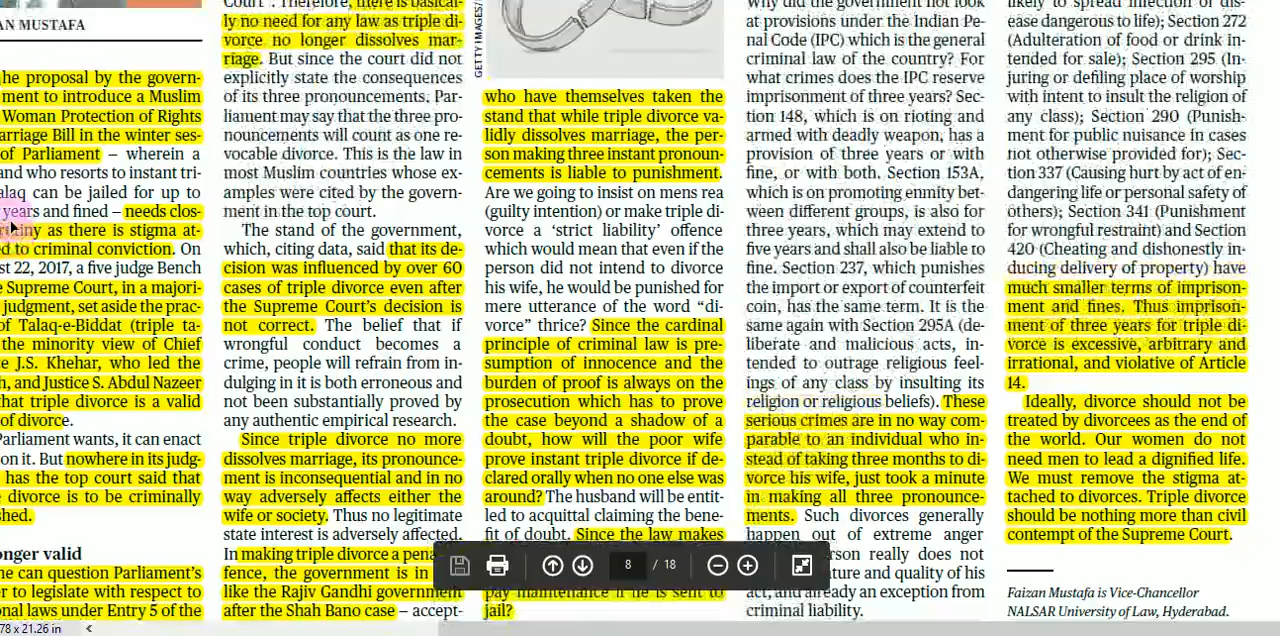 AN MUSTAFA
he proposal by the govern-
ment to introduce a Muslim
Woman Protection of Rights
arriage Bill in the winter ses-
of Parliament – wherein a
and who resorts to instant tri-
alaq can be jailed for up to
years and fined – needs clos-
tiny as there is stigma at-
ed to criminal conviction. On
st 22, 2017, a five judge Bench
e Supreme Court, in a majori-
judgment, set aside the prac-
of Talaq-e-Biddat (triple ta-
the minority view of Chief
ce J.S. Khehar, who led the
h, and Justice S. Abdul Nazeer
that triple divorce is a valid
of divorce.
Parliament wants, it can enact
on it. But nowhere in its judg-
has the top court said that
divorce is to be criminally
shed.
onger valid
ne can question Parliament's
er to legislate with respect to
onal laws under Entry 5 of the
Court'. Therefore, there is basical-
ly no need for any law as triple di-
vorce no longer dissolves mar-
riage. But since the court did not
explicitly state the consequences
of its three pronouncements, Par-
liament may say that the three pro-
nouncements will count as one re-
vocable divorce. This is the law in
most Muslim countries whose ex-
amples were cited by the govern-
ment in the top court.
The stand of the government,
which, citing data, said that its de-
cision was influenced by over 60
cases of triple divorce even after
the Supreme Court's decision is
not correct. The belief that if
wrongful conduct becomes a
crime, people will refrain from in-
dulging in it is both erroneous and
not been substantially proved by
any authentic empirical research.
Since triple divorce no more
dissolves marriage, its pronounce-
ment is inconsequential and in no
way adversely affects either the
wife or society. Thus no legitimate
state interest is adversely affected.
In making triple divorce a pena
fence, the government is in
like the Rajiv Gandhi government
after the Shah Bano case – accept-
GETTY IMAGES/
who have themselves taken the
stand that while triple divorce va-
lidly dissolves marriage, the per-
son making three instant pronoun-
cements is liable to punishment.
Are we going to insist on mens rea
(guilty intention) or make triple di-
vorce a 'strict liability' offence
which would mean that even if the
person did not intend to divorce
his wife, he would be punished for
mere utterance of the word "di-
vorce" thrice? Since the cardinal
principle of criminal law is pre-
sumption of innocence and the
burden of proof is always on the
prosecution which has to prove
the case beyond a shadow of a
doubt, how will the poor wife
prove instant triple divorce if de-
clared orally when no one else was
around? The husband will be entit-
led to acquittal claiming the bene-
fit of doubt. Since the law makes
pay maintenance if he is sent to
jail?
Why did the government not look
at provisions under the Indian Pe-
nal Code (IPC) which is the general
criminal law of the country? For
what crimes does the IPC reserve
imprisonment of three years? Sec-
tion 148, which is on rioting and
armed with deadly weapon, has a
provision of three years or with
fine, or with both. Section 153A,
which is on promoting enmity bet-
ween different groups, is also for
three years, which may extend to
five years and shall also be liable to
fine. Section 237, which punishes
the import or export of counterfeit
coin, has the same term. It is the
same again with Section 295A (de-
liberate and malicious acts, in-
tended to outrage religious feel-
ings of any class by insulting its
religion or religious beliefs). These
serious crimes are in no way com-
parable to an individual who in-
stead of taking three months to di-
vorce his wife, just took a minute
in making all three pronounce-
ments. Such divorces generally
happen out of extreme anger
rson really does not
ture and quality of his
act, and already an exception from
criminal liability.
likely to spread infection of dis-
ease dangerous to life); Section 272
(Adulteration of food or drink in-
tended for sale); Section 295 (In-
juring or defiling place of worship
with intent to insult the religion of
any class); Section 290 (Punish-
ment for public nuisance in cases
not otherwise provided for); Sec-
tion 337 (Causing hurt by act of en-
dangering life or personal safety of
others); Section 341 (Punishment
for wrongful restraint) and Section
420 (Cheating and dishonestly in-
ducing delivery of property) have
much smaller terms of imprison-
ment and fines. Thus imprison-
ment of three years for triple di-
vorce is excessive, arbitrary and
irrational, and violative of Article
14.
Ideally, divorce should not be
treated by divorcees as the end of
the world. Our women do not
need men to lead a dignified life.
We must remove the stigma at-
tached to divorces. Triple divorce
should be nothing more than civil
contempt of the Supreme Court.
Faizan Mustafa is Vice-Chancellor
NALSAR University of Law, Hyderabad.
8 / 18
78 x 21.26 in